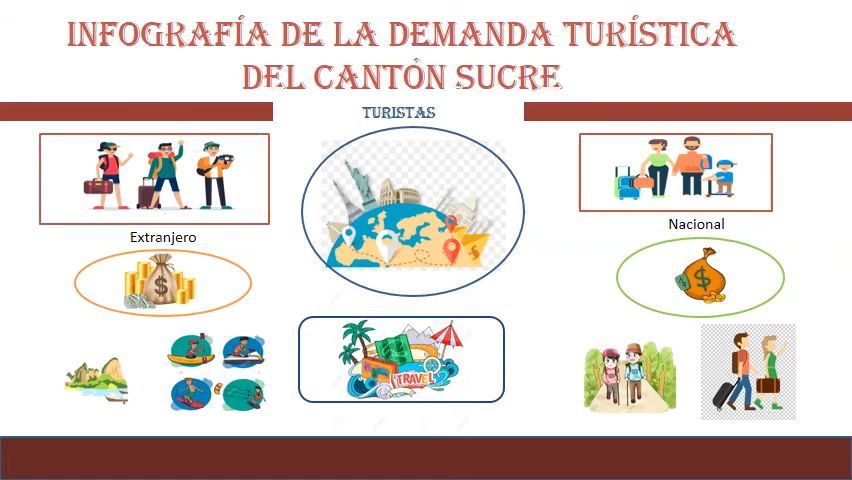 INFOGRAFÍA DE LA DEMANDA TURÍSTICA
DEL CANTÓN SUCRE
TURISTAS
Extranjero
Nacional
$
$
TRAVEL